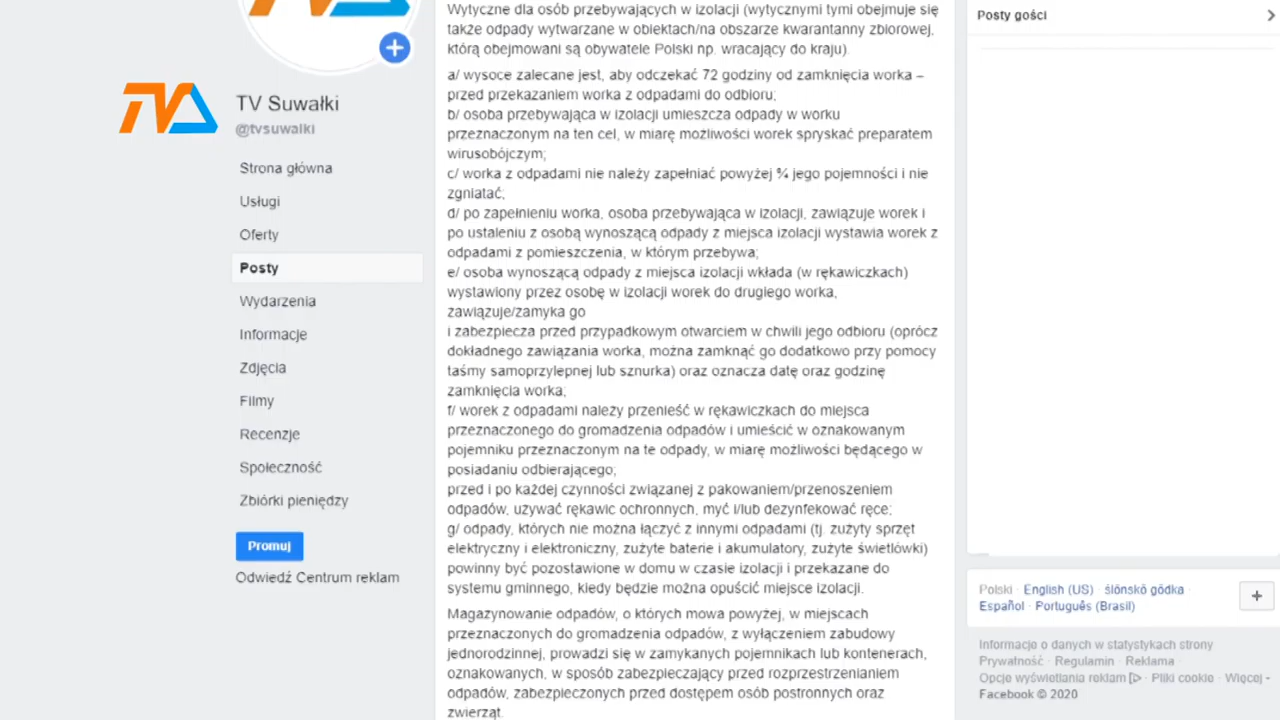 TVA
TV Suwałki
@tvsuwalki
Strona główna
Usługi
Oferty
Posty
Wydarzenia
Informacje
Zdjęcia
Filmy
Recenzje
Społeczność
Zbiórki pieniędzy
Promuj
Odwiedź Centrum reklam
Wytyczne dla osób przebywających w izolacji (wytycznymi tymi obejmuje się
także odpady wytwarzane w obiektach/na obszarze kwarantanny zbiorowej,
którą obejmowani są obywatele Polski np. wracający do kraju).
a/ wysoce zalecane jest, aby odczekać 72 godziny od zamknięcia worka –
przed przekazaniem worka z odpadami do odbioru;
b/ osoba przebywająca w izolacji umieszcza odpady w worku
przeznaczonym na ten cel, w miarę możliwości worek spryskać preparatem
wirusobójczym;
c/ worka z odpadami nie należy zapełniać powyżej ¾ jego pojemności i nie
zgniatać;
d/ po zapełnieniu worka, osoba przebywająca w izolacji, zawiązuje worek i
po ustaleniu z osobą wynoszącą odpady z miejsca izolacji wystawia worek z
odpadami z pomieszczenia, w którym przebywa;
e/ osoba wynoszącą odpady z miejsca izolacji wkłada (w rękawiczkach)
wystawiony przez osobę w izolacji worek do drugiego worka,
zawiązuje/zamyka go
i zabezpiecza przed przypadkowym otwarciem w chwili jego odbioru (oprócz
dokładnego zawiązania worka, można zamknąć go dodatkowo przy pomocy
taśmy samoprzylepnej lub sznurka) oraz oznacza datę oraz godzinę
zamknięcia worka;
f/ worek z odpadami należy przenieść w rękawiczkach do miejsca
przeznaczonego do gromadzenia odpadów i umieścić w oznakowanym
pojemniku przeznaczonym na te odpady, w miarę możliwości będącego w
posiadaniu odbierającego;
przed i po każdej czynności związanej z pakowaniem/przenoszeniem
odpadów, używać rękawic ochronnych, myć i/lub dezynfekować ręce;
g/ odpady, których nie można łączyć z innymi odpadami (tj. zużyty sprzęt
elektryczny i elektroniczny, zużyte baterie i akumulatory, zużyte świetlówki)
powinny być pozostowione w domu w czasie izolacji i przekazane do
systemu gminnego, kiedy będzie można opuścić miejsce izolacji.
Magazynowanie odpadów, o których mowa powyżej, w miejscach
przeznaczonych do gromadzenia odpadów, z wyłączeniem zabudowy
jednorodzinnej, prowadzi się w zamykanych pojemnikach lub kontenerach,
oznakowanych, w sposób zabezpieczający przed rozprzestrzenianiem
odpadów, zabezpieczonych przed dostępem osób postronnych oraz
zwierząt.
Posty gości
Polski · English (US) · ślōnskŏ gŏdka ·
Español · Português (Brasil)
Informacje o danych w statystykach strony
Prywatność · Regulamin · Reklama ·
Opcje wyświetlania reklam · Pliki cookie · Więcej
Facebook © 2020